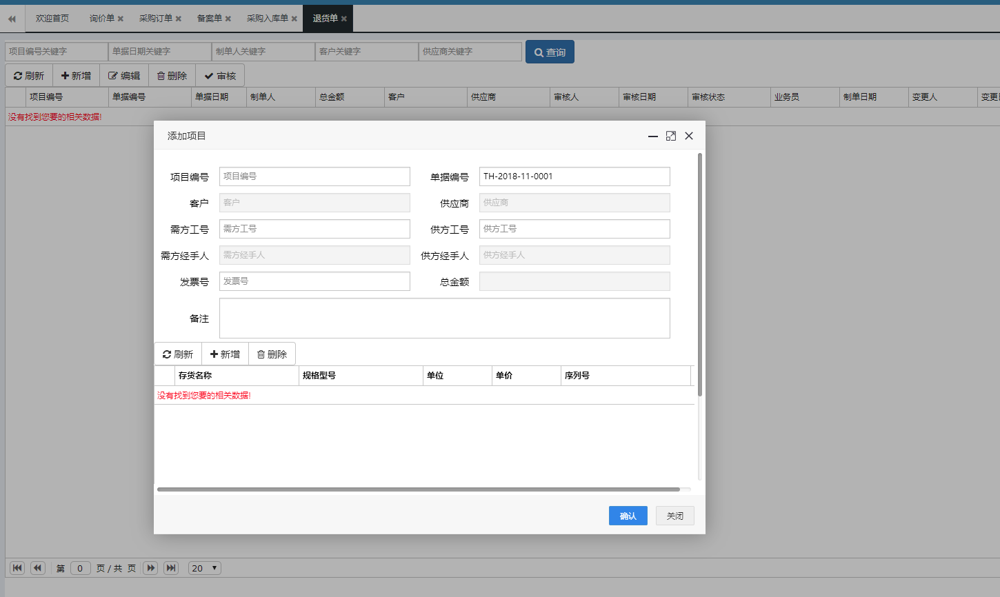 欢迎首页 询价单 采购订单 备案单 采购入库单 退货单
项目编号关键字 单据日期关键字 制单人关键字 客户关键字 供应商关键字 查询
刷新 新增 编辑 删除 审核
项目编号 单据编号 单据日期 制单人 总金额 客户 供应商 审核人 审核日期 审核状态 业务员 制单日期 变更人
没有找到您要的相关数据!
添加项目
项目编号 项目编号 单据编号 TH-2018-11-0001
客户 客户 供应商 供应商
需方工号 需方工号 供方工号 供方工号
需方经手人 需方经手人 供方经手人 供方经手人
发票号 发票号 总金额
备注
刷新 新增 删除
存货名称 规格型号 单位 单价 序列号
没有找到您要的相关数据!
确认 关闭
第 0 页 / 共 页 20